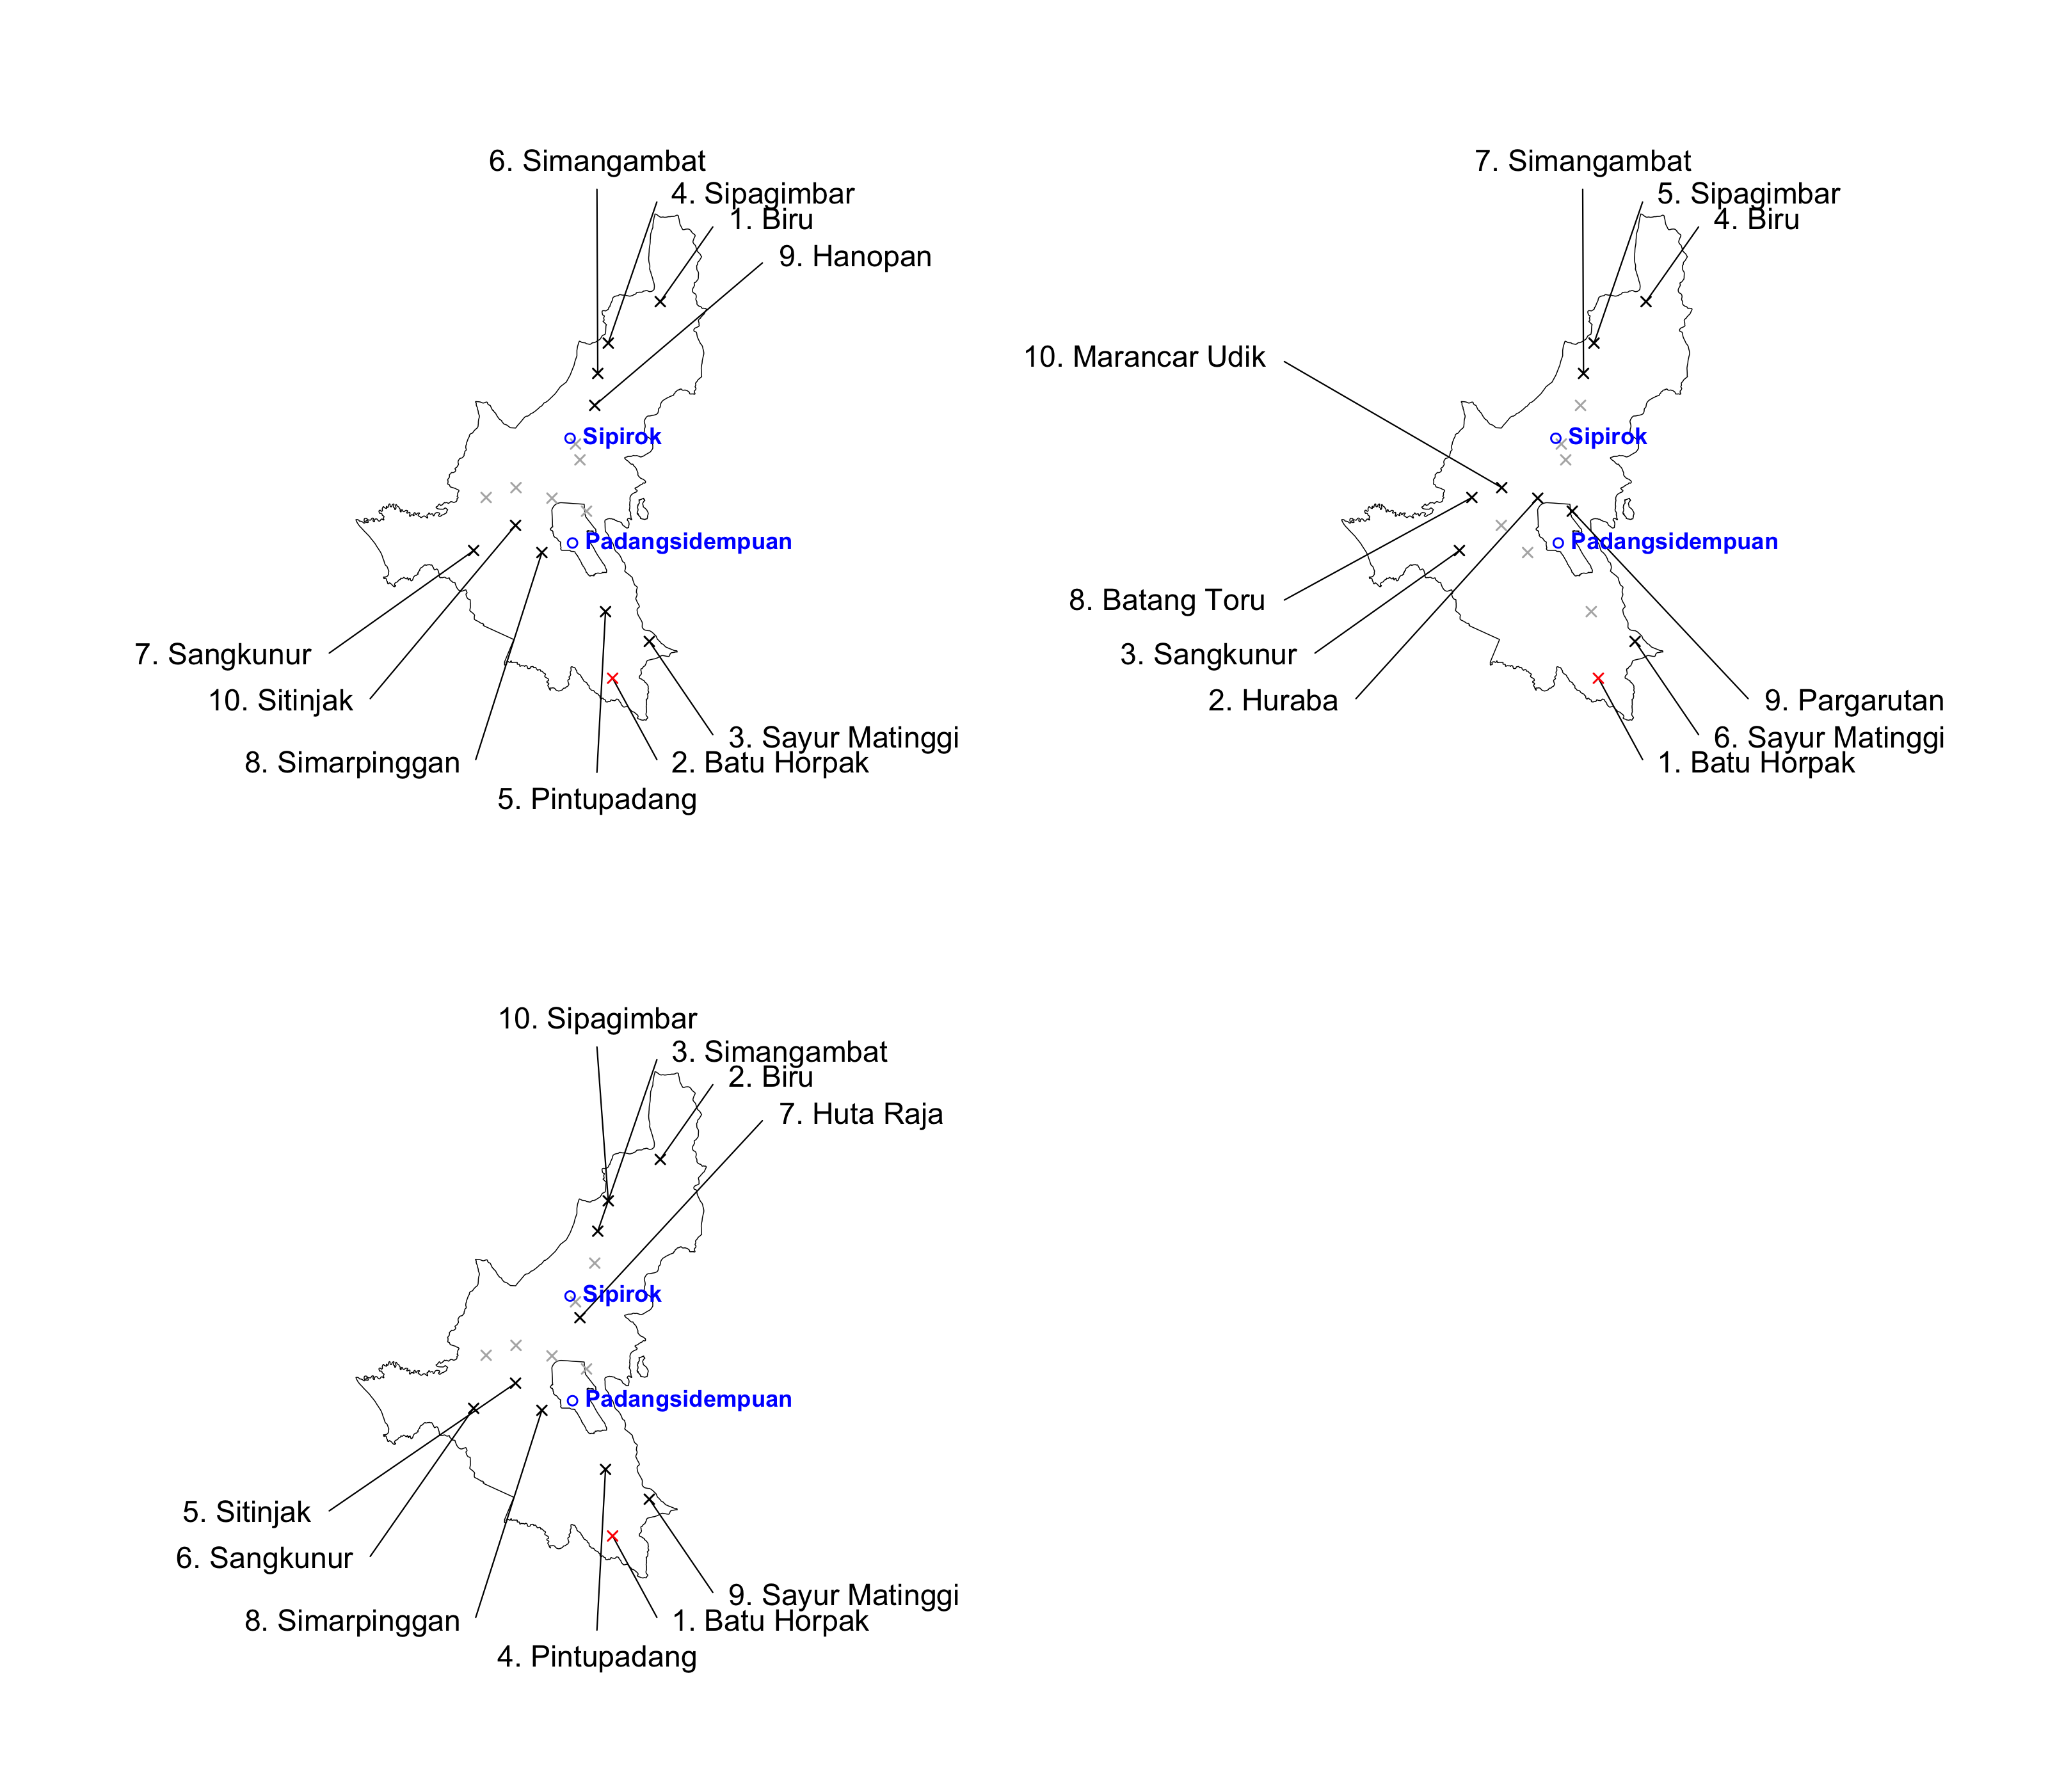 6. Simangambat
4. Sipagimbar
1. Biru
9. Hanopan
Sipirok
Padangsidempuan
7. Sangkunur
10. Sitinjak
8. Simarpinggan
3. Sayur Matinggi
2. Batu Horpak
5. Pintupadang
7. Simangambat
5. Sipagimbar
4. Biru
10. Marancar Udik
Sipirok
Padangsidempuan
8. Batang Toru
3. Sangkunur
2. Huraba
9. Pargarutan
6. Sayur Matinggi
1. Batu Horpak
10. Sipagimbar
3. Simangambat
2. Biru
7. Huta Raja
Sipirok
Padangsidempuan
5. Sitinjak
6. Sangkunur
8. Simarpinggan
9. Sayur Matinggi
1. Batu Horpak
4. Pintupadang